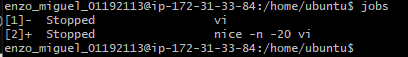 enzo_miguel_01192113@ip-172-31-33-84:/home/ubuntu$ jobs
[1]-  Stopped                 vi
[2]+  Stopped                 nice -n -20 vi
enzo_miguel_01192113@ip-172-31-33-84:/home/ubuntu$